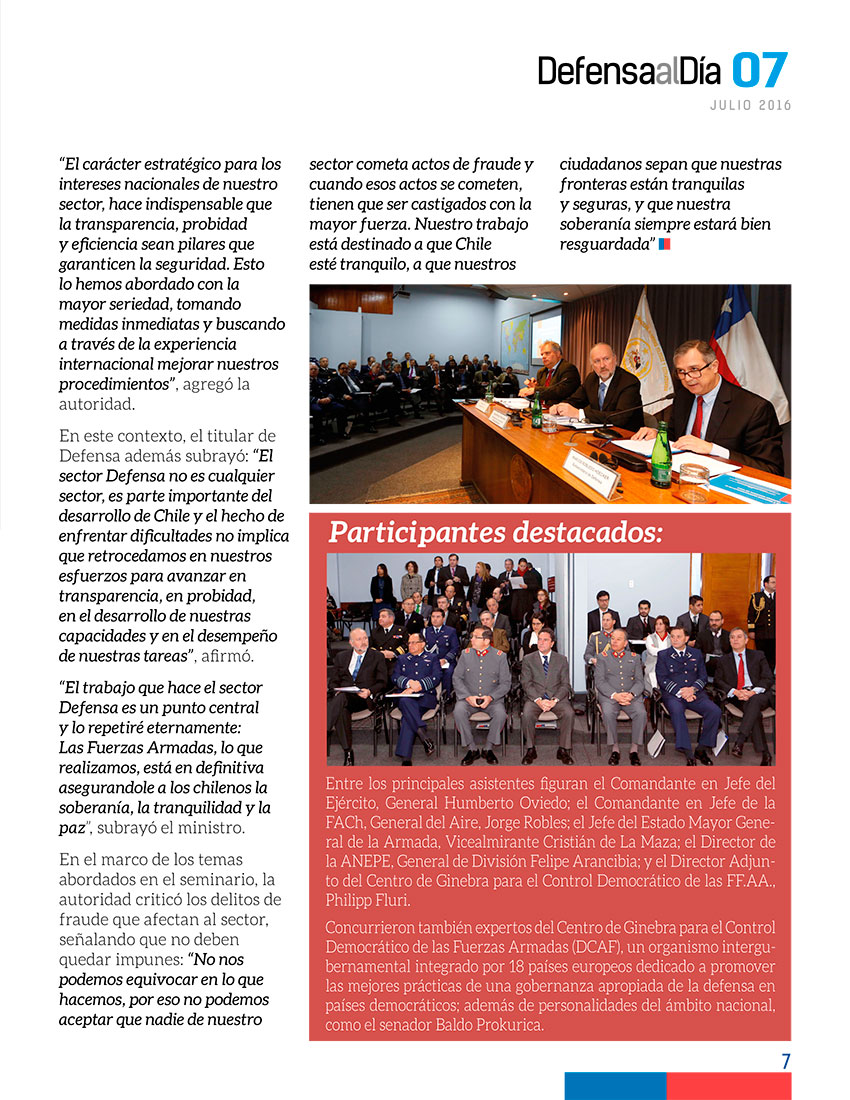 DefensaalDía 07
JULIO 2016
“El carácter estratégico para los
intereses nacionales de nuestro
sector, hace indispensable que
la transparencia, probidad
y eficiencia sean pilares que
garanticen la seguridad. Esto
lo hemos abordado con la
mayor seriedad, tomando
medidas inmediatas y buscando
a través de la experiencia
internacional mejorar nuestros
procedimientos”, agregó la
autoridad.
En este contexto, el titular de
Defensa además subrayó: “El
sector Defensa no es cualquier
sector, es parte importante del
desarrollo de Chile y el hecho de
enfrentar dificultades no implica
que retrocedamos en nuestros
esfuerzos para avanzar en
transparencia, en probidad,
en el desarrollo de nuestras
capacidades y en el desempeño
de nuestras tareas”, afirmó.
“El trabajo que hace el sector
Defensa es un punto central
y lo repetiré eternamente:
Las Fuerzas Armadas, lo que
realizamos, está en definitiva
asegurandole a los chilenos la
soberanía, la tranquilidad y la
paz”, subrayó el ministro.
En el marco de los temas
abordados en el seminario, la
autoridad criticó los delitos de
fraude que afectan al sector,
señalando que no deben
quedar impunes: “No nos
podemos equivocar en lo que
hacemos, por eso no podemos
aceptar que nadie de nuestro
sector cometa actos de fraude y
cuando esos actos se cometen,
tienen que ser castigados con la
mayor fuerza. Nuestro trabajo
está destinado a que Chile
esté tranquilo, a que nuestros
ciudadanos sepan que nuestras
fronteras están tranquilas
y seguras, y que nuestra
soberanía siempre estará bien
resguardada”
Participantes destacados:
Entre los principales asistentes figuran el Comandante en Jefe del
Ejército, General Humberto Oviedo; el Comandante en Jefe de la
FACh, General del Aire, Jorge Robles; el Jefe del Estado Mayor Gene-
ral de la Armada, Vicealmirante Cristián de La Maza; el Director de
la ANEPE, General de División Felipe Arancibia; y el Director Adjun-
to del Centro de Ginebra para el Control Democrático de las FF.AA.,
Philipp Fluri.
Concurrieron también expertos del Centro de Ginebra para el Control
Democrático de las Fuerzas Armadas (DCAF), un organismo intergu-
bernamental integrado por 18 países europeos dedicado a promover
las mejores prácticas de una gobernanza apropiada de la defensa en
países democráticos; además de personalidades del ámbito nacional,
como el senador Baldo Prokurica.
7